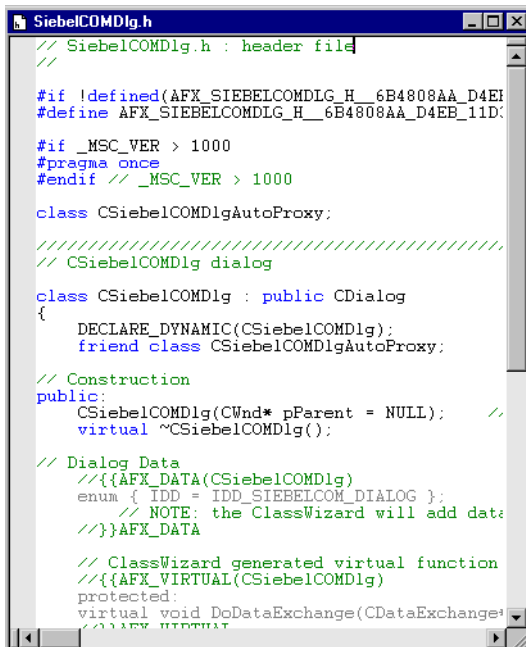 SiebelCOMDlg.h
// SiebelCOMDlg.h : header file
//
#if !defined(AFX_SIEBELCOMDLG_H__6B4808AA_D4EB
#define AFX_SIEBELCOMDLG_H__6B4808AA_D4EB_11D3
#if _MSC_VER > 1000
#pragma once
#endif // _MSC_VER > 1000
class CSiebelCOMDlgAutoProxy;
/////////////////////////////////////////////
// CSiebelCOMDlg dialog
class CSiebelCOMDlg : public CDialog
{
DECLARE_DYNAMIC(CSiebelCOMDlg);
friend class CSiebelCOMDlgAutoProxy;
// Construction
public:
CSiebelCOMDlg(CWnd* pParent = NULL); //
virtual ~CSiebelCOMDlg();
// Dialog Data
//{{AFX_DATA(CSiebelCOMDlg)
enum { IDD = IDD_SIEBELCOM_DIALOG };
// NOTE: the ClassWizard will add data
//}}AFX_DATA
// ClassWizard generated virtual function
//{{AFX_VIRTUAL(CSiebelCOMDlg)
protected:
virtual void DoDataExchange(CDataExchange*
//}}AFX_VIRTUAL